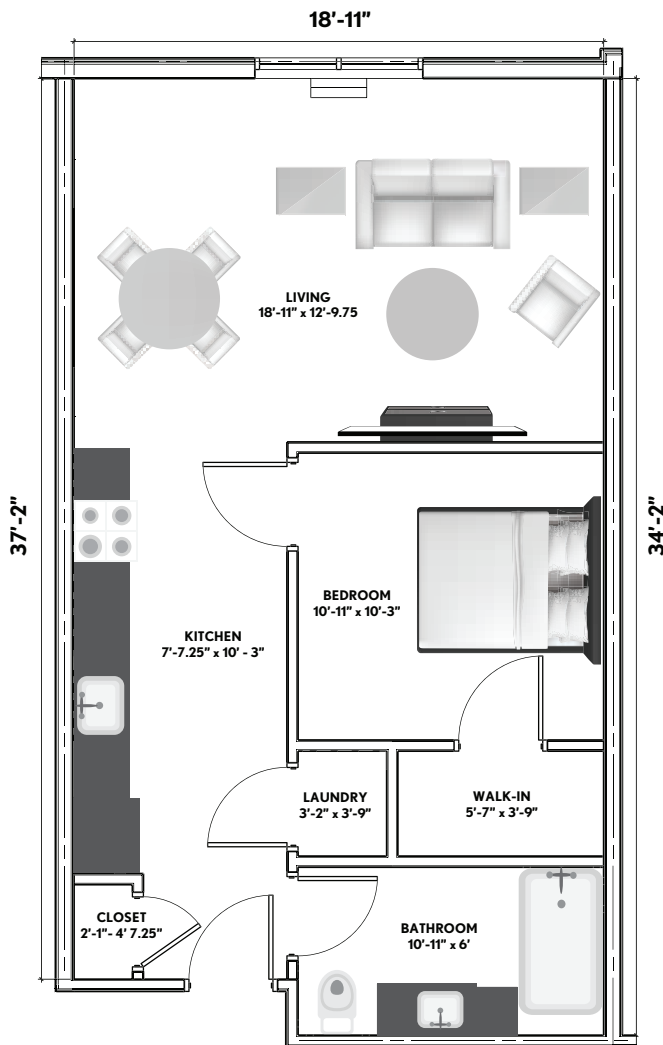 18'-11"
LIVING
18'-11" x 12'-9.75
37'-2"
34'-2"
BEDROOM
10'-11" x 10'-3"
KITCHEN
7'-7.25" x 10' - 3"
LAUNDRY
3'-2" x 3'-9"
WALK-IN
5'-7" x 3'-9"
CLOSET
2'-1"- 4' 7.25"
BATHROOM
10'-11" x 6'